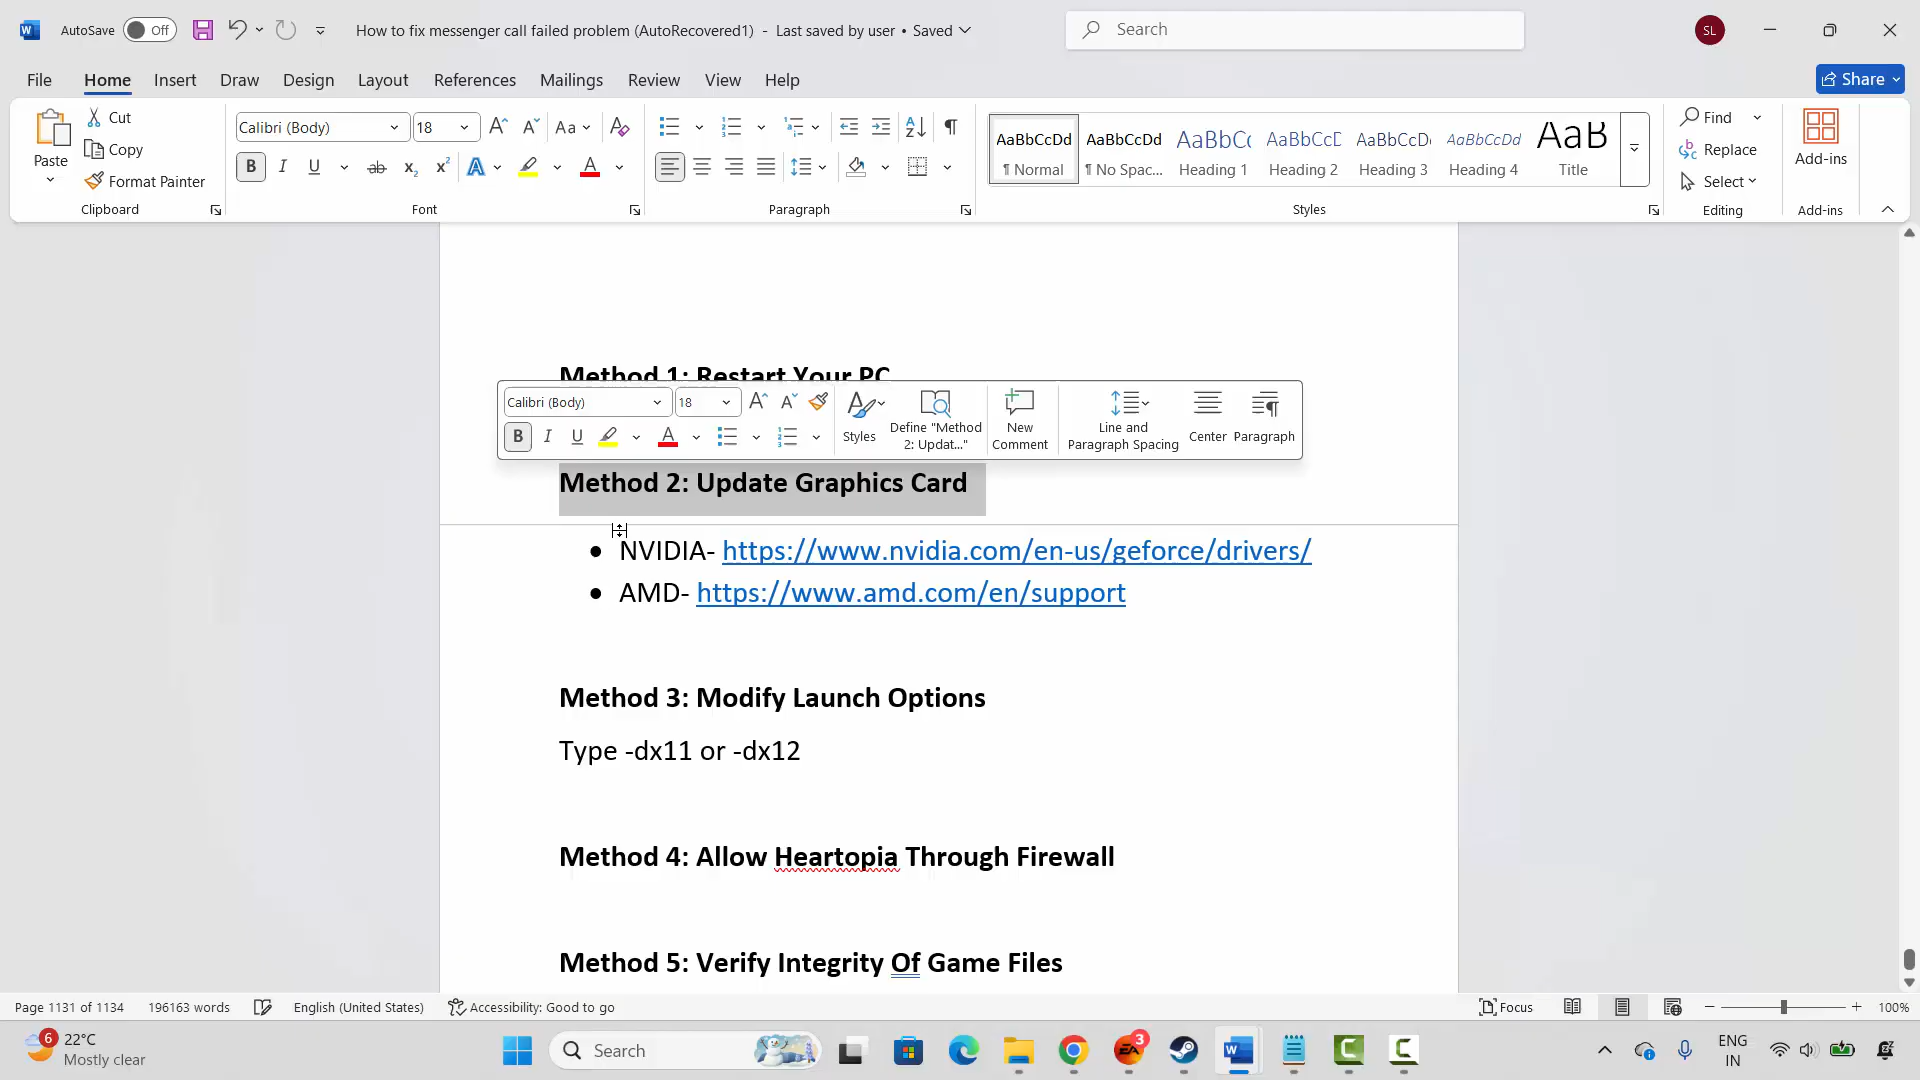 AutoSave Off How to fix messenger call failed problem (AutoRecovered1) - Last saved by user • Saved Search SL
File Home Insert Draw Design Layout References Mailings Review View Help Share
Paste Cut Copy Format Painter
Calibri (Body) 18 Aa
B I U ab x₂ x² A A
AaBbCcDd AaBbCcDd AaBbCc AaBbCcD AaBbCcD AaBbCcDd AaB
¶ Normal ¶ No Spac... Heading 1 Heading 2 Heading 3 Heading 4 Title
Find Replace Select Add-ins
Clipboard Font Paragraph Styles Editing Add-ins
Method 1: Restart Your PC
Calibri (Body) 18
B I U A
Styles Define "Method 2: Updat..." New Comment Line and Paragraph Spacing Center Paragraph
Method 2: Update Graphics Card
• NVIDIA- https://www.nvidia.com/en-us/geforce/drivers/
• AMD- https://www.amd.com/en/support
Method 3: Modify Launch Options
Type -dx11 or -dx12
Method 4: Allow Heartopia Through Firewall
Method 5: Verify Integrity Of Game Files
Page 1131 of 1134 196163 words English (United States) Accessibility: Good to go Focus 100%
6 22°C Mostly clear Search 3 ENG IN